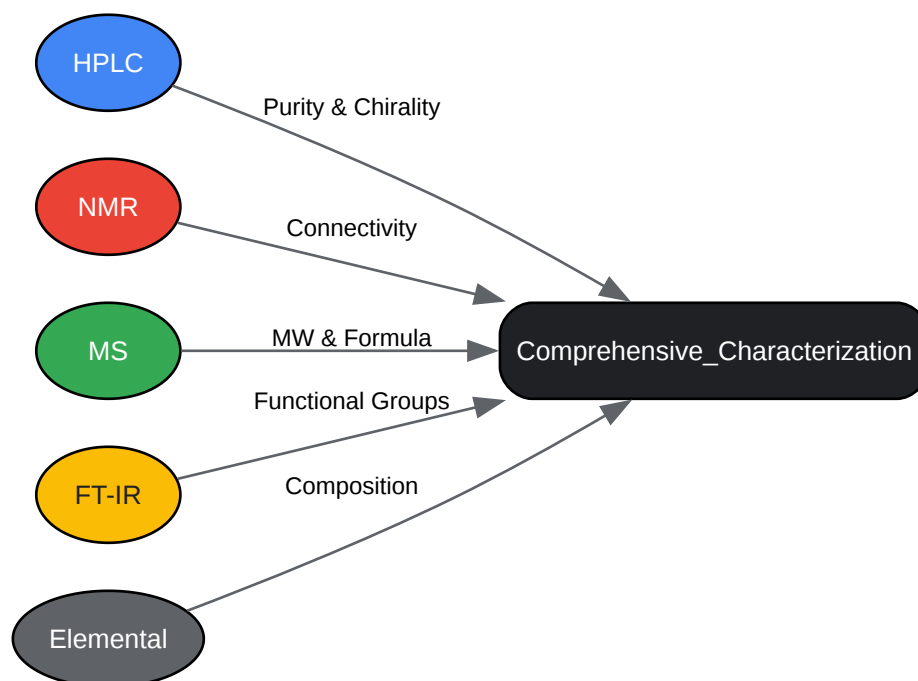 HPLC
Purity & Chirality
NMR
Connectivity
MS
MW & Formula
Comprehensive_Characterization
Functional Groups
FT-IR
Composition
Elemental